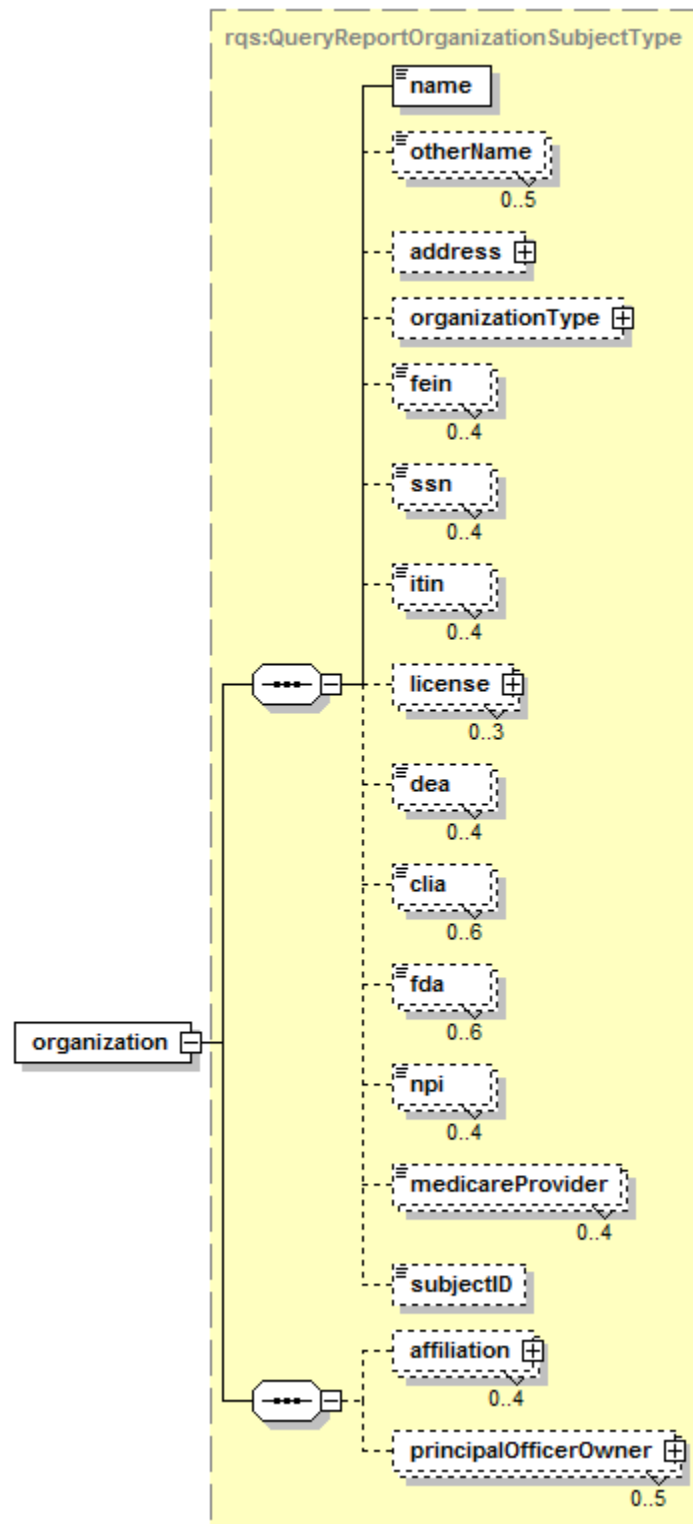 rqs:QueryReportOrganizationSubjectType
name
otherName
0..5
address
organizationType
fein
0..4
ssn
0..4
itin
0..4
license
0..3
dea
0..4
clia
0..6
fda
0..6
organization
npi
0..4
medicareProvider
0..4
subjectID
affiliation
0..4
principalOfficerOwner
0..5